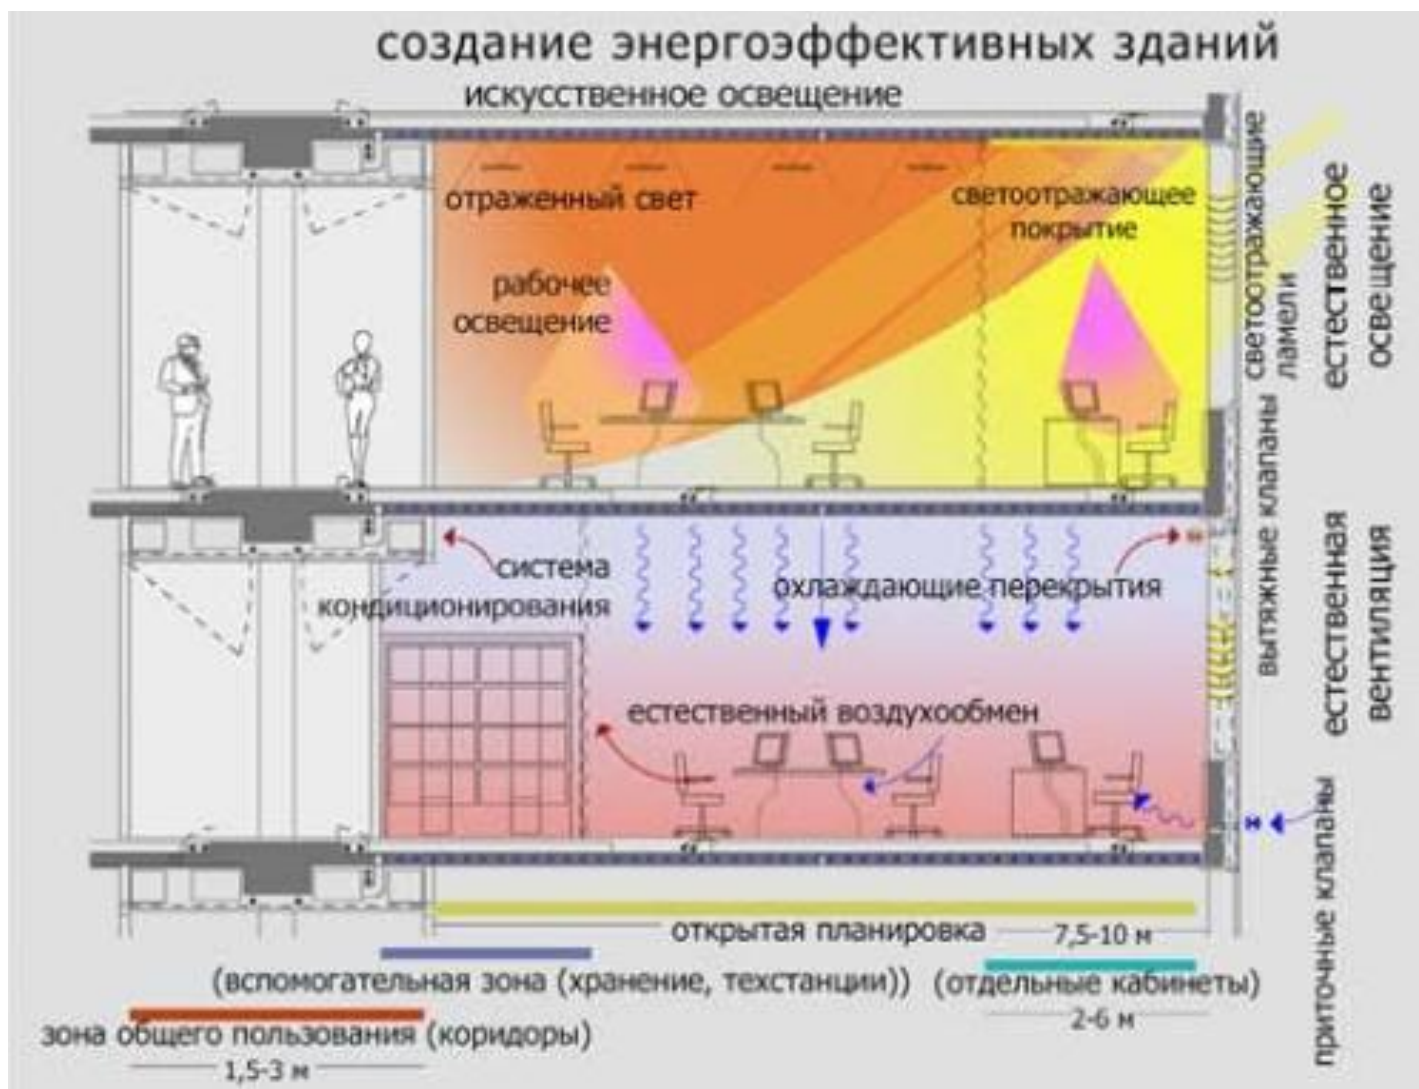 создание энергоэффективных зданий
искусственное освещение
отраженный свет
светоотражающее
покрытие
рабочее
освещение
светоотражающие
ламели
естественное
освещение
система
кондиционирования
охлаждающие перекрытия
вытяжные клапаны
естественная
вентиляция
естественный воздухообмен
приточные клапаны
открытая планировка
7,5-10 м
(вспомогательная зона (хранение, техстанции))
(отдельные кабинеты)
2-6 м
зона общего пользования (коридоры)
1,5-3 м